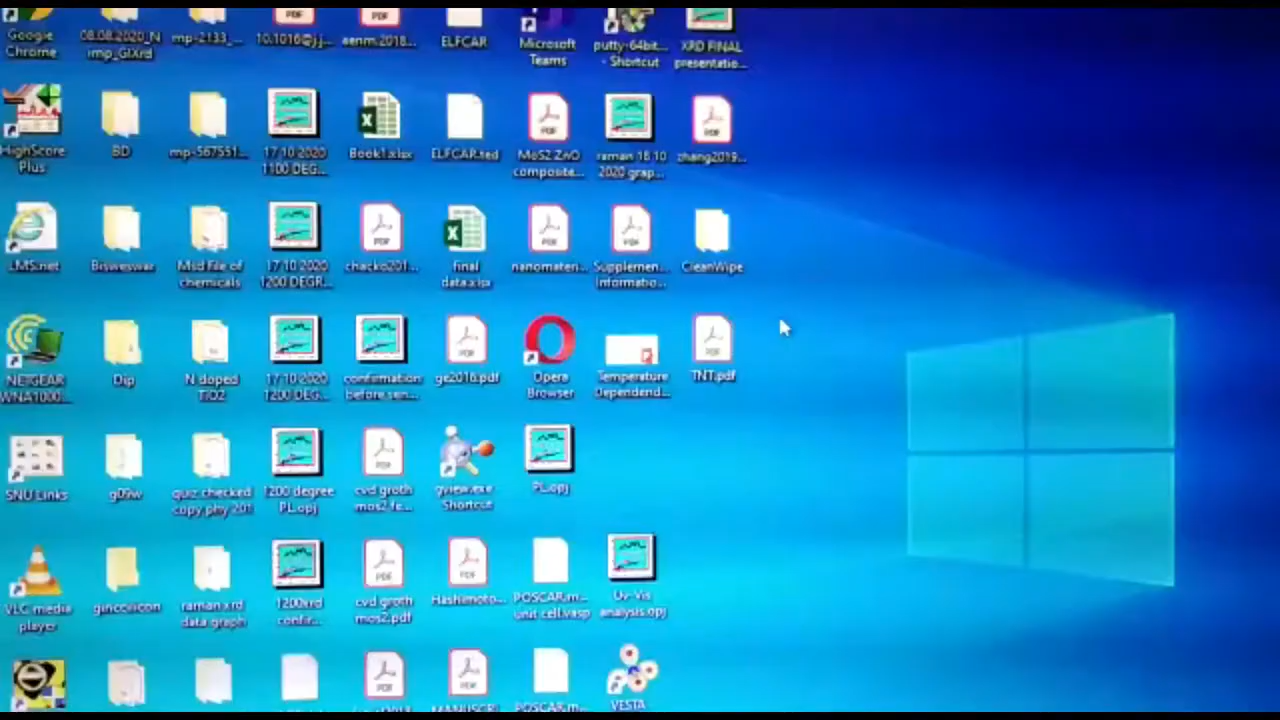 Google
Chrome
08.08.2020_N
imp_GIXrd
mp-2133_...
10.1016@j.j...
aenm.2018...
ELFCAR
Microsoft
Teams
putty-64bit...
- Shortcut
XRD FINAL
presentatio...
HighScore
Plus
BD
mp-567551...
17 10 2020
1100 DEG...
Book1.xlsx
ELFCAR.ted
MoS2 ZnO
composite...
raman 18 10
2020 grap...
zhang2019...
LMS.net
Bisweswar
Msd file of
chemicals
17 10 2020
1200 DEGR...
chacko201...
final
data.xlsx
nanomateri...
Supplemen...
Informatio...
CleanWipe
NETGEAR
WNA1000...
Dip
N doped
TiO2
17 10 2020
1200 DEG...
confirmation
before sen...
ge2016.pdf
Opera
Browser
Temperature
Dependend...
TNT.pdf
SNU Links
g09w
quiz checked
copy phy 201
1200 degree
PL.opj
cvd groth
mos2 fe...
gview.exe
Shortcut
PL.opj
VLC media
player
raman xrd
data graph
1200xrd
confir...
cvd groth
mos2.pdf
Hashimoto...
POSCAR.m...
unit cell.vasp
Uv-Vis
analysis.opj
MANUSCRI...
POSCAR.m...
VESTA